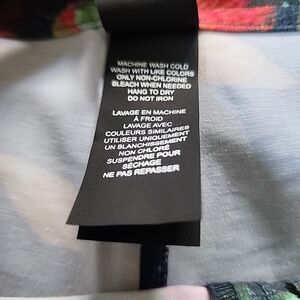 MACHINE WASH COLD
WASH WITH LIKE COLORS
ONLY NON-CHLORINE
BLEACH WHEN NEEDED
HANG TO DRY
DO NOT IRON
LAVAGE EN MACHINE
À FROID
LAVAGE AVEC
COULEURS SIMILAIRES
UTILISER UNIQUEMENT
UN BLANCHISSEMENT
NON CHLORÉ
SUSPENDRE POUR
SÉCHAGE
NE PAS REPASSER